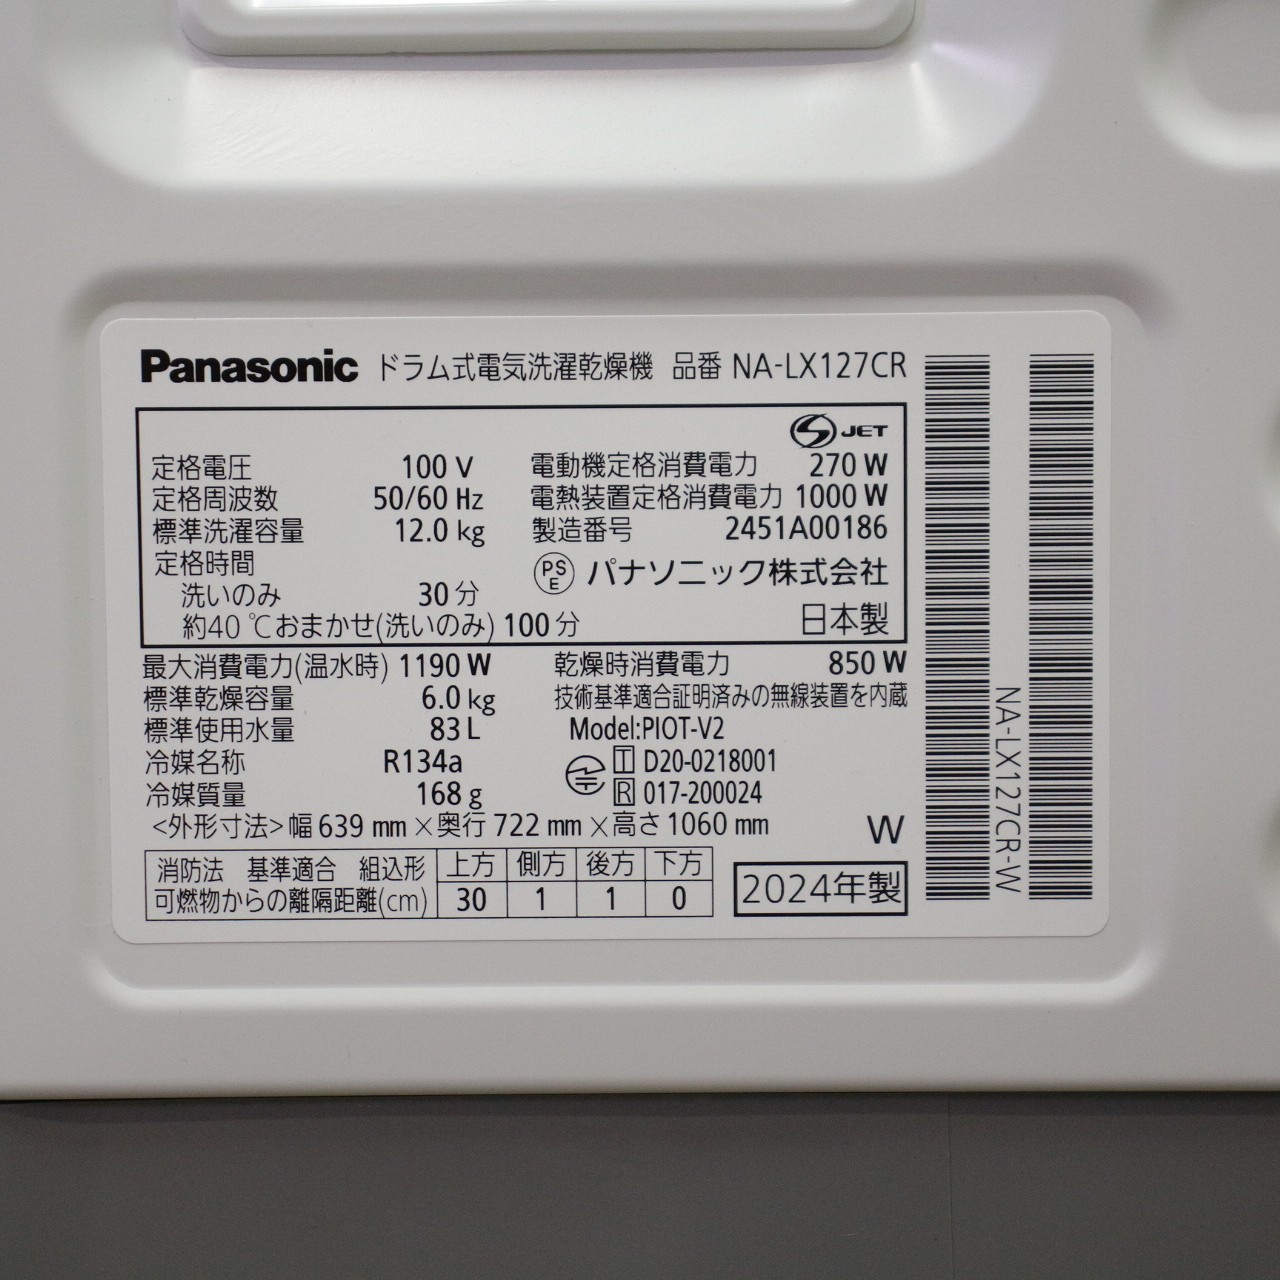 Panasonic ドラム式電気洗濯乾燥機 品番 NA-LX127CR
JET
定格電圧 100 V 電動機定格消費電力 270 W
定格周波数 50/60 Hz 電熱装置定格消費電力 1000 W
標準洗濯容量 12.0 kg 製造番号 2451A00186
定格時間
PS E パナソニック株式会社
洗いのみ 30 分
約40 ℃おまかせ(洗いのみ) 100 分 日本製
最大消費電力(温水時) 1190 W 乾燥時消費電力 850 W
標準乾燥容量 6.0 kg 技術基準適合証明済みの無線装置を内蔵
標準使用水量 83 L Model:PIOT-V2
冷媒名称 R134a T D20-0218001
冷媒質量 168 g R 017-200024
<外形寸法> 幅 639 mm × 奥行 722 mm × 高さ 1060 mm W
消防法 基準適合 組込形 上方 側方 後方 下方
可燃物からの離隔距離(cm) 30 1 1 0
2024年製
NA-LX127CR-W